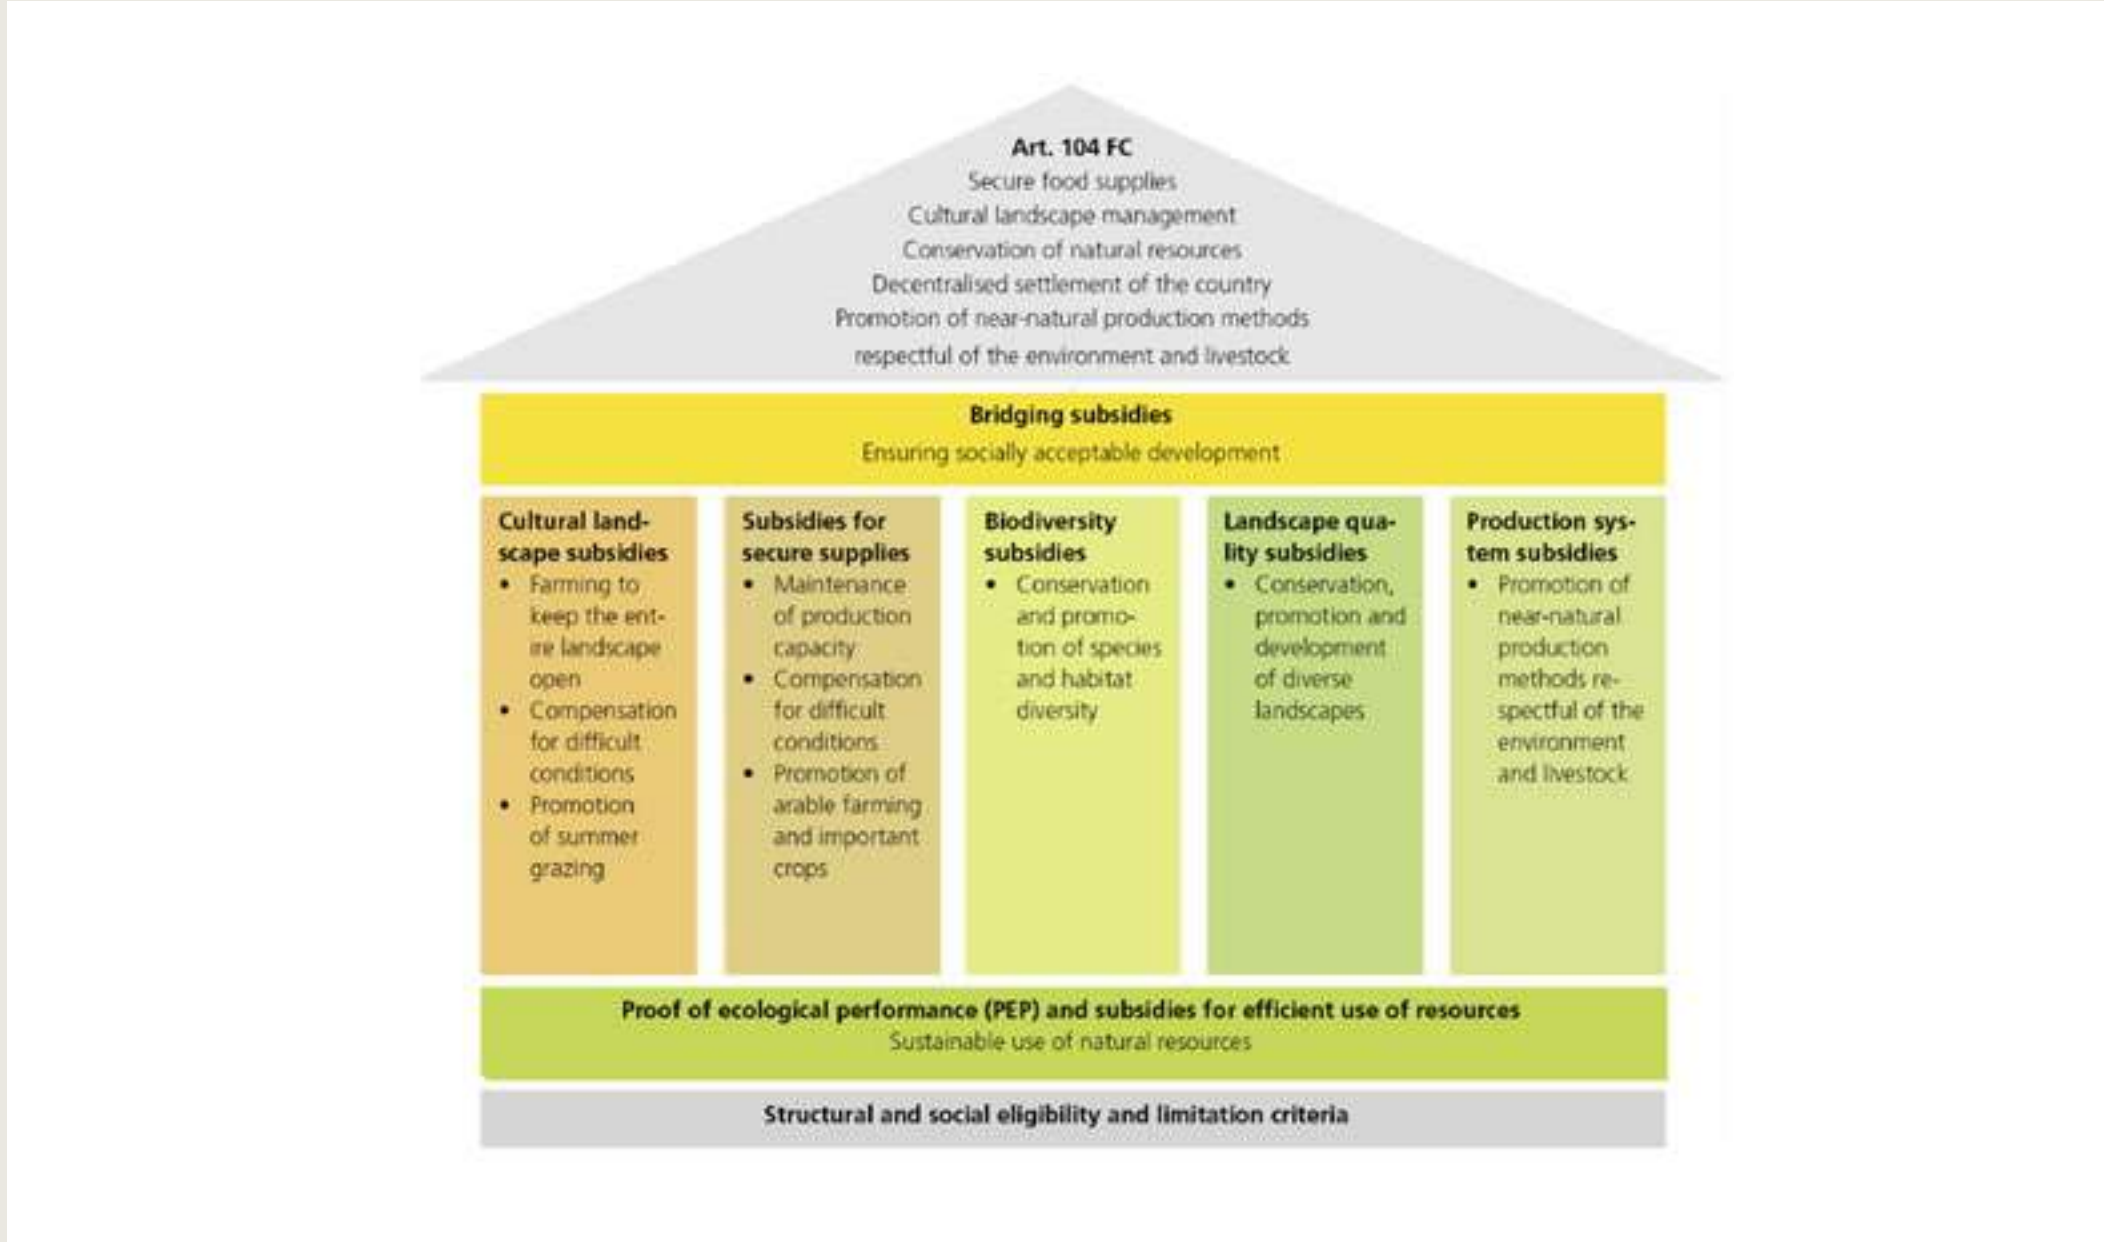 Art. 104 FC
Secure food supplies
Cultural landscape management
Conservation of natural resources
Decentralised settlement of the country
Promotion of near-natural production methods
respectful of the environment and livestock
Bridging subsidies
Ensuring socially acceptable development
Cultural land-
scape subsidies
• Farming to
keep the ent-
ire landscape
open
• Compensation
for difficult
conditions
• Promotion
of summer
grazing
Subsidies for
secure supplies
• Maintenance
of production
capacity
• Compensation
for difficult
conditions
• Promotion of
arable farming
and important
crops
Biodiversity
subsidies
• Conservation
and promo-
tion of species
and habitat
diversity
Landscape qua-
lity subsidies
• Conservation,
promotion and
development
of diverse
landscapes
Production sys-
tem subsidies
• Promotion of
near-natural
production
methods re-
spectful of the
environment
and livestock
Proof of ecological performance (PEP) and subsidies for efficient use of resources
Sustainable use of natural resources
Structural and social eligibility and limitation criteria